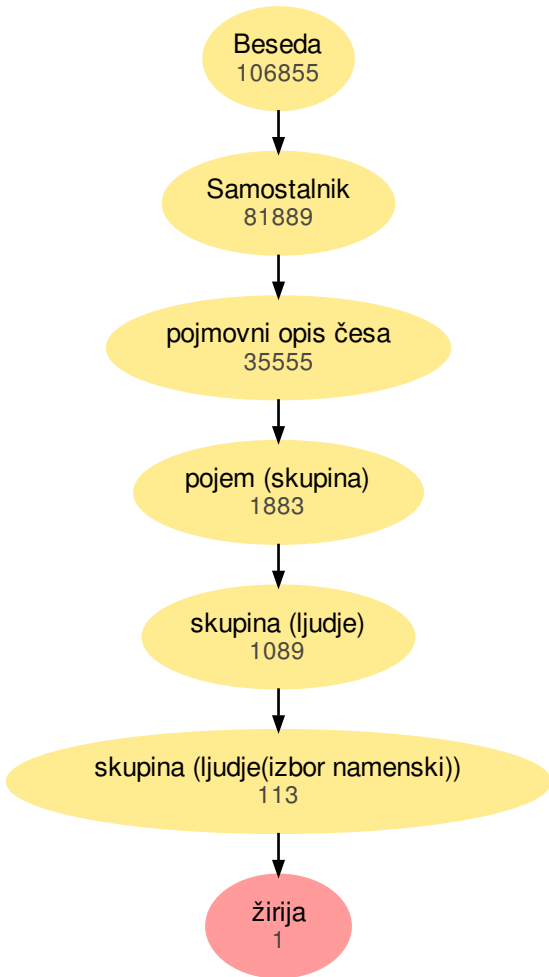 Beseda
106855
Samostalnik
81889
pojmovni opis česa
35555
pojem (skupina)
1883
skupina (ljudje)
1089
skupina (ljudje(izbor namenski))
113
žirija
1